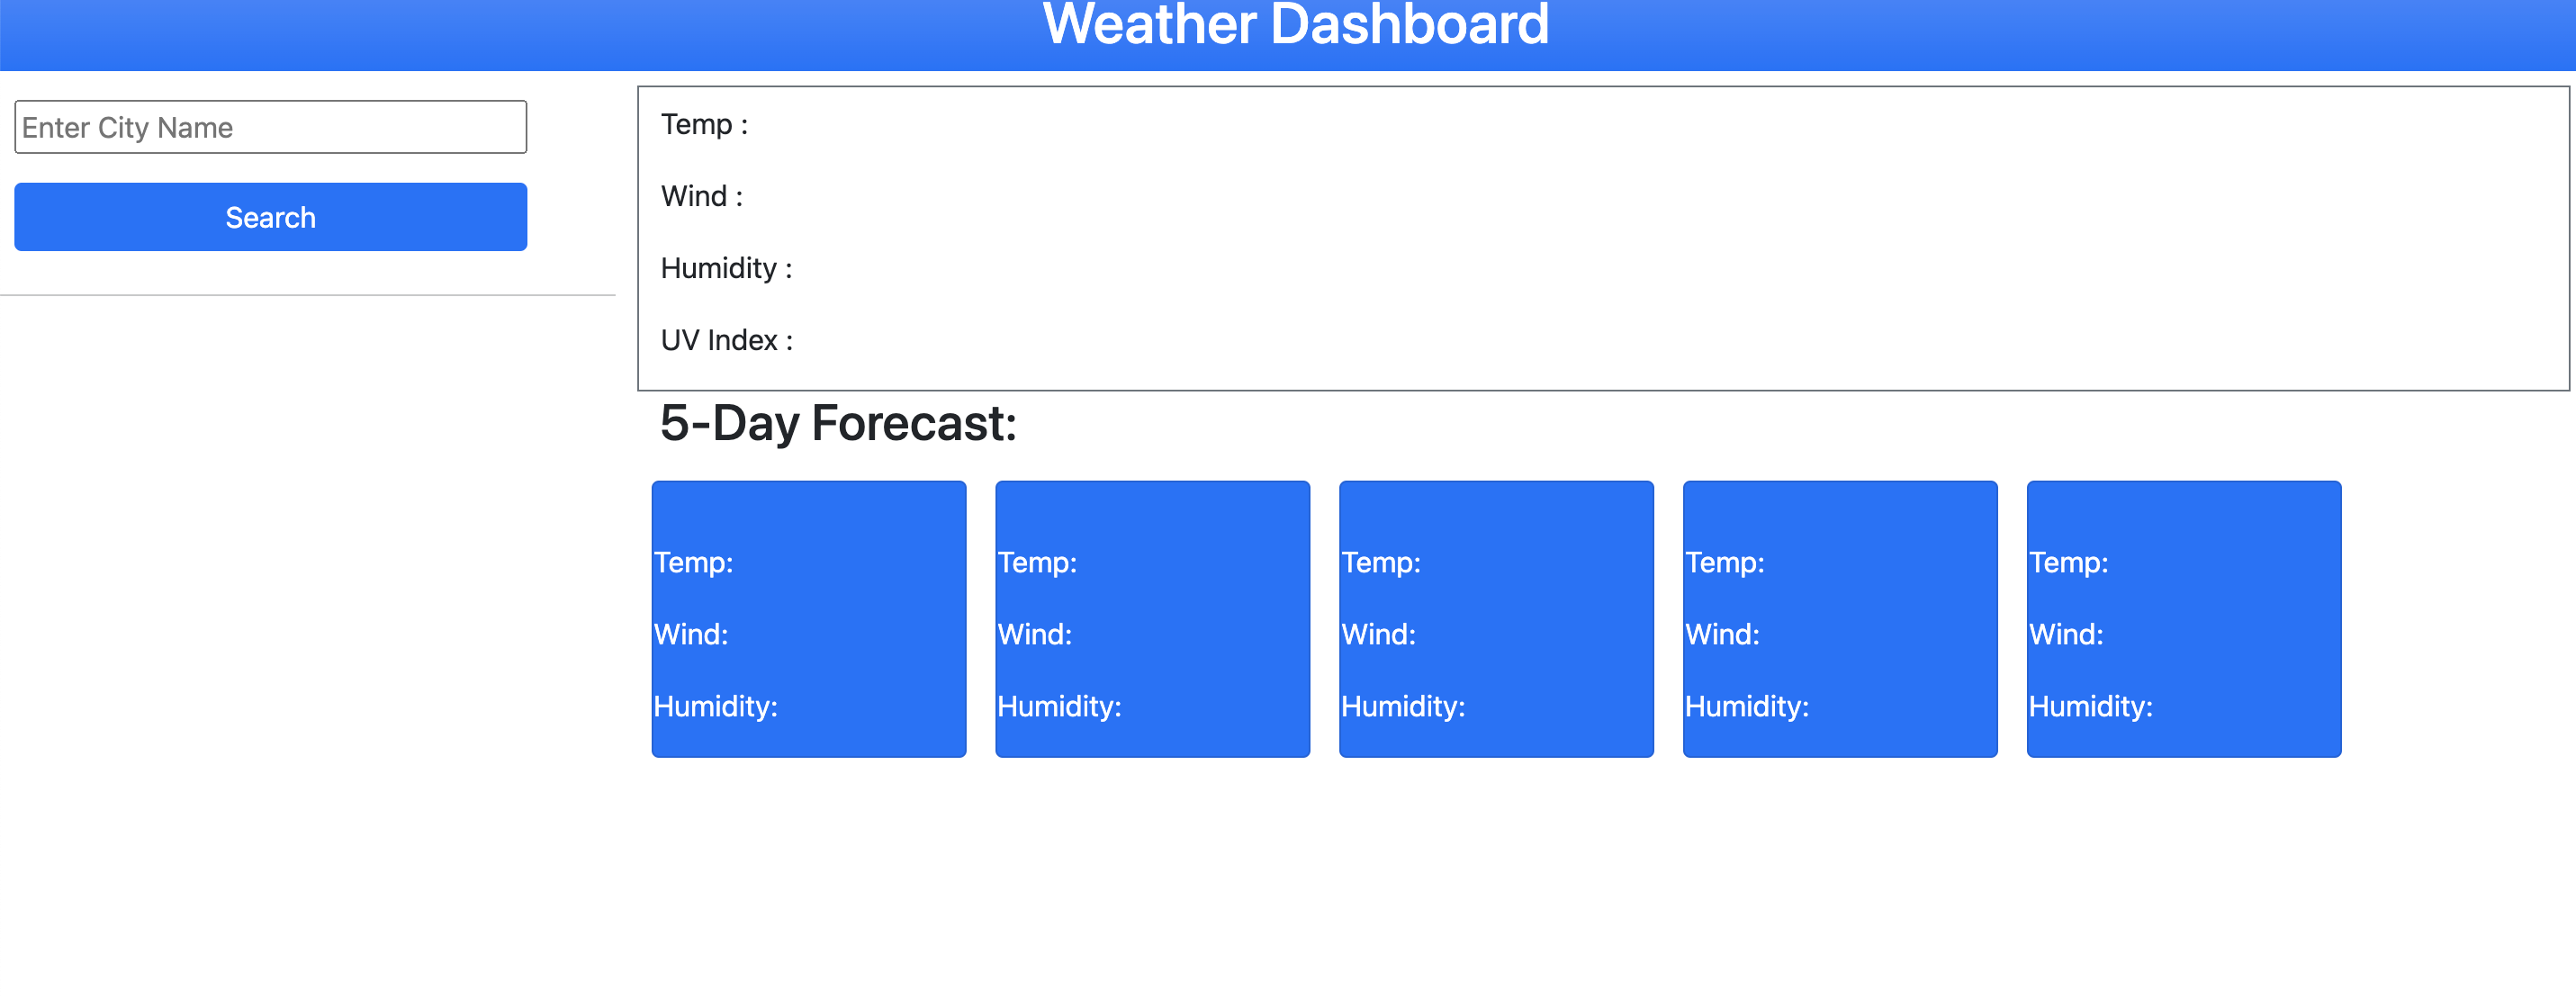 Weather Dashboard
Enter City Name
Search
Temp :
Wind :
Humidity :
UV Index :
5-Day Forecast:
Temp:
Wind:
Humidity:
Temp:
Wind:
Humidity:
Temp:
Wind:
Humidity:
Temp:
Wind:
Humidity:
Temp:
Wind:
Humidity: